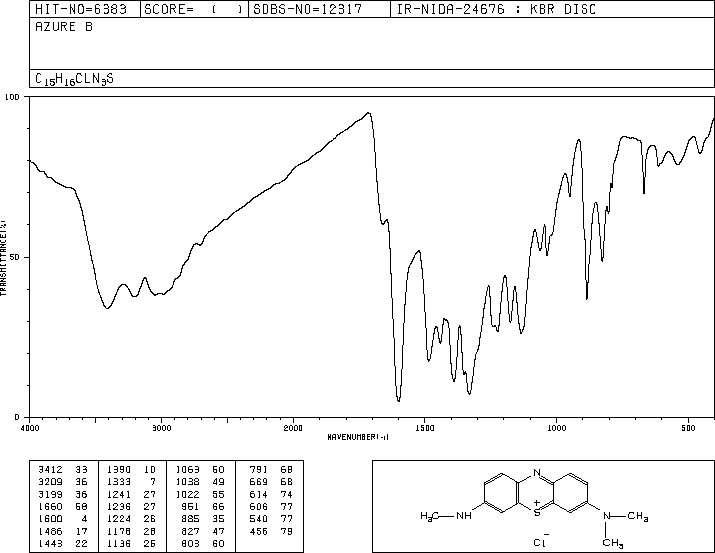 HIT-NO=6383 SCORE= ( ) SDBS-NO=12317 IR-NIDA-24676 : KBR DISC
AZURE B
C15H16CLN3S
100
TRANSMITTANCE(%)
50
0
4000 3000 2000 1500 1000 500
WAVENUMBER(-1)
3412 33 1390 10 1063 50 791 68
3209 36 1333 7 1038 49 669 68
3199 36 1241 27 1022 55 614 74
1660 68 1236 27 951 66 606 77
1600 4 1224 26 885 35 540 77
1486 17 1178 28 827 47 456 79
1443 22 1136 26 803 60
N
H3C NH S+ N CH3
Cl− CH3